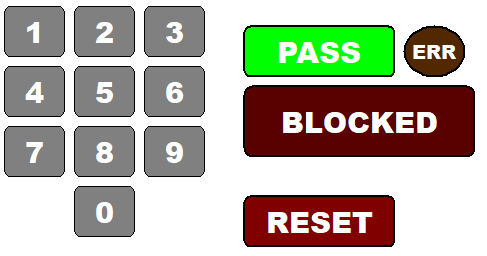 1 2 3
PASS ERR
4 5 6
BLOCKED
7 8 9
0
RESET